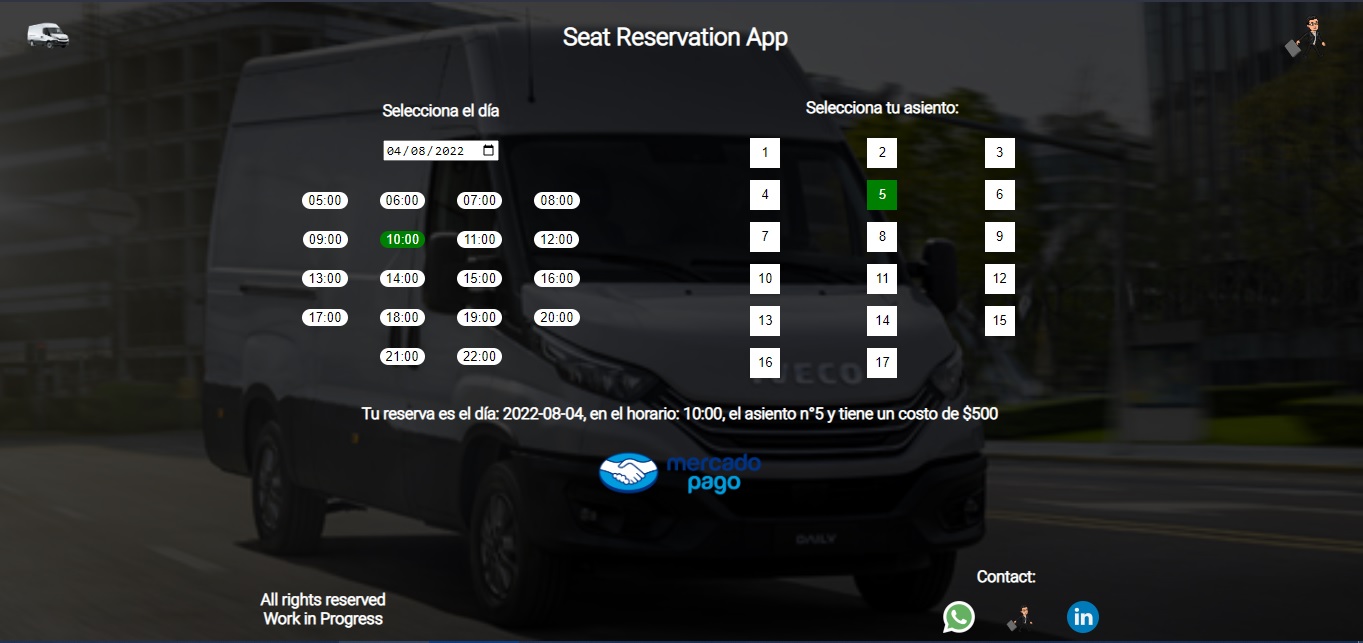 Seat Reservation App
Selecciona el día
04/08/2022
05:00 06:00 07:00 08:00
09:00 10:00 11:00 12:00
13:00 14:00 15:00 16:00
17:00 18:00 19:00 20:00
21:00 22:00
Selecciona tu asiento:
1 2 3
4 5 6
7 8 9
10 11 12
13 14 15
16 17
IVECO
Tu reserva es el día: 2022-08-04, en el horario: 10:00, el asiento n°5 y tiene un costo de $500
mercado
pago
DAILY
All rights reserved
Work in Progress
Contact:
in